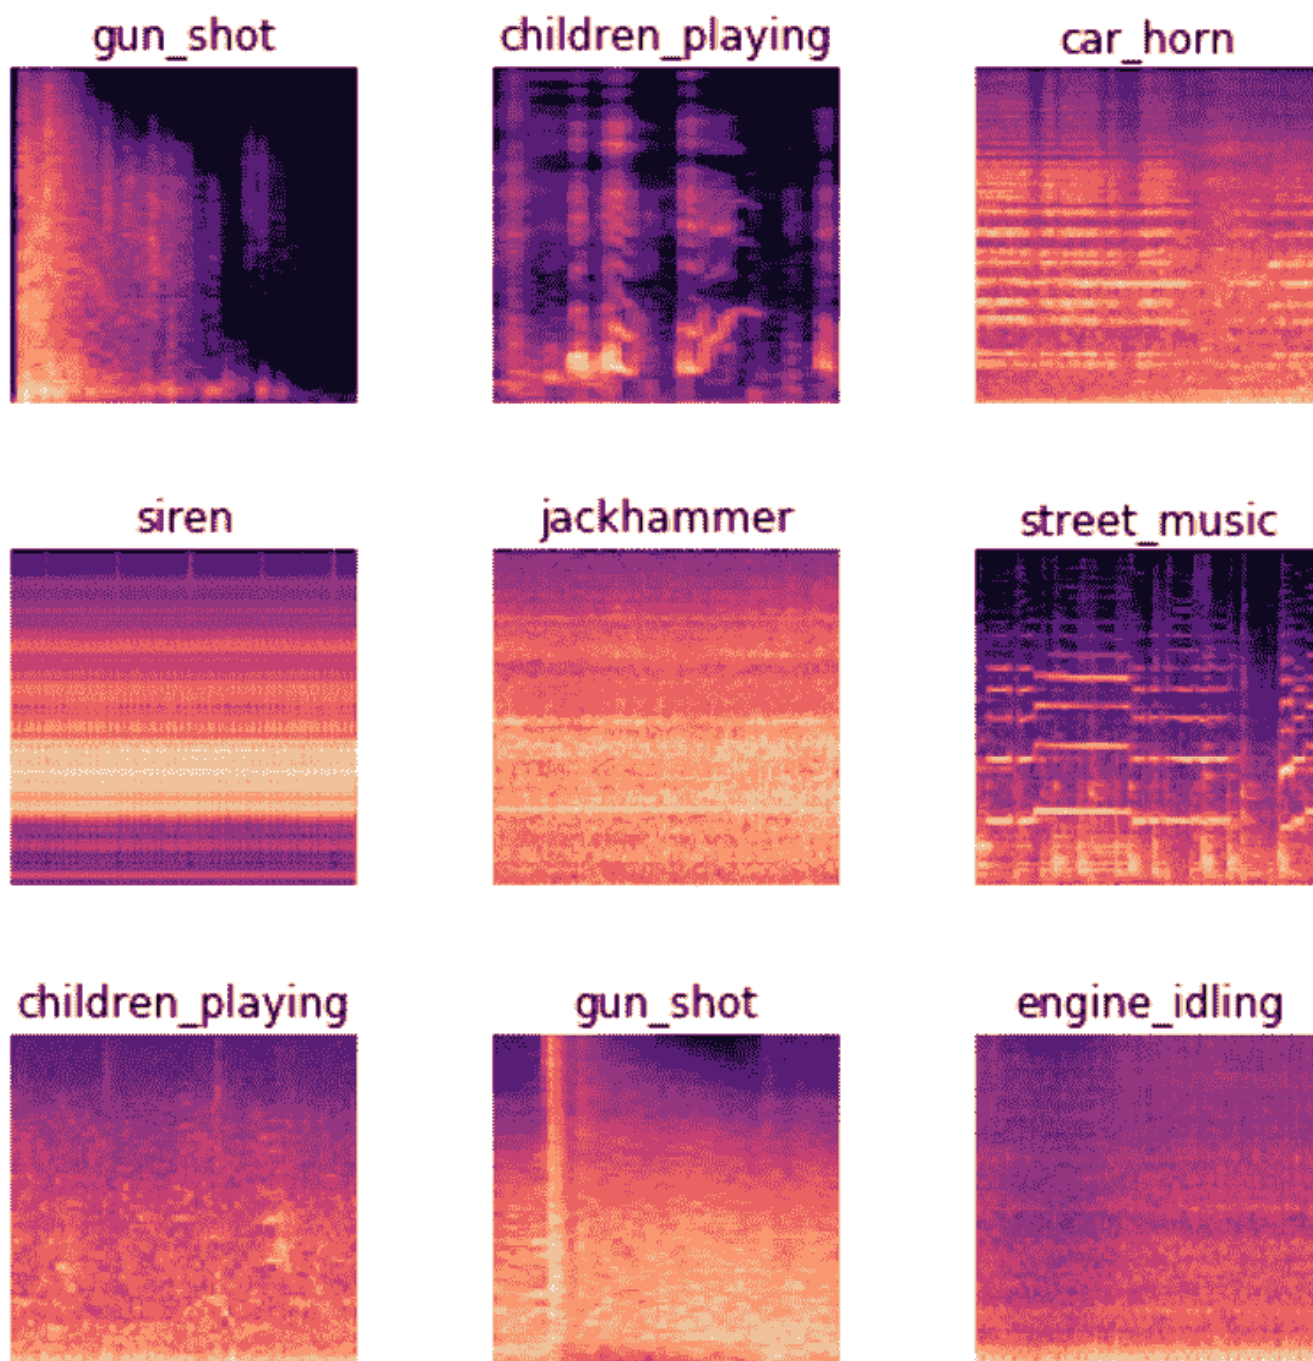 gun_shot
children_playing
car_horn
siren
jackhammer
street_music
children_playing
gun_shot
engine_idling